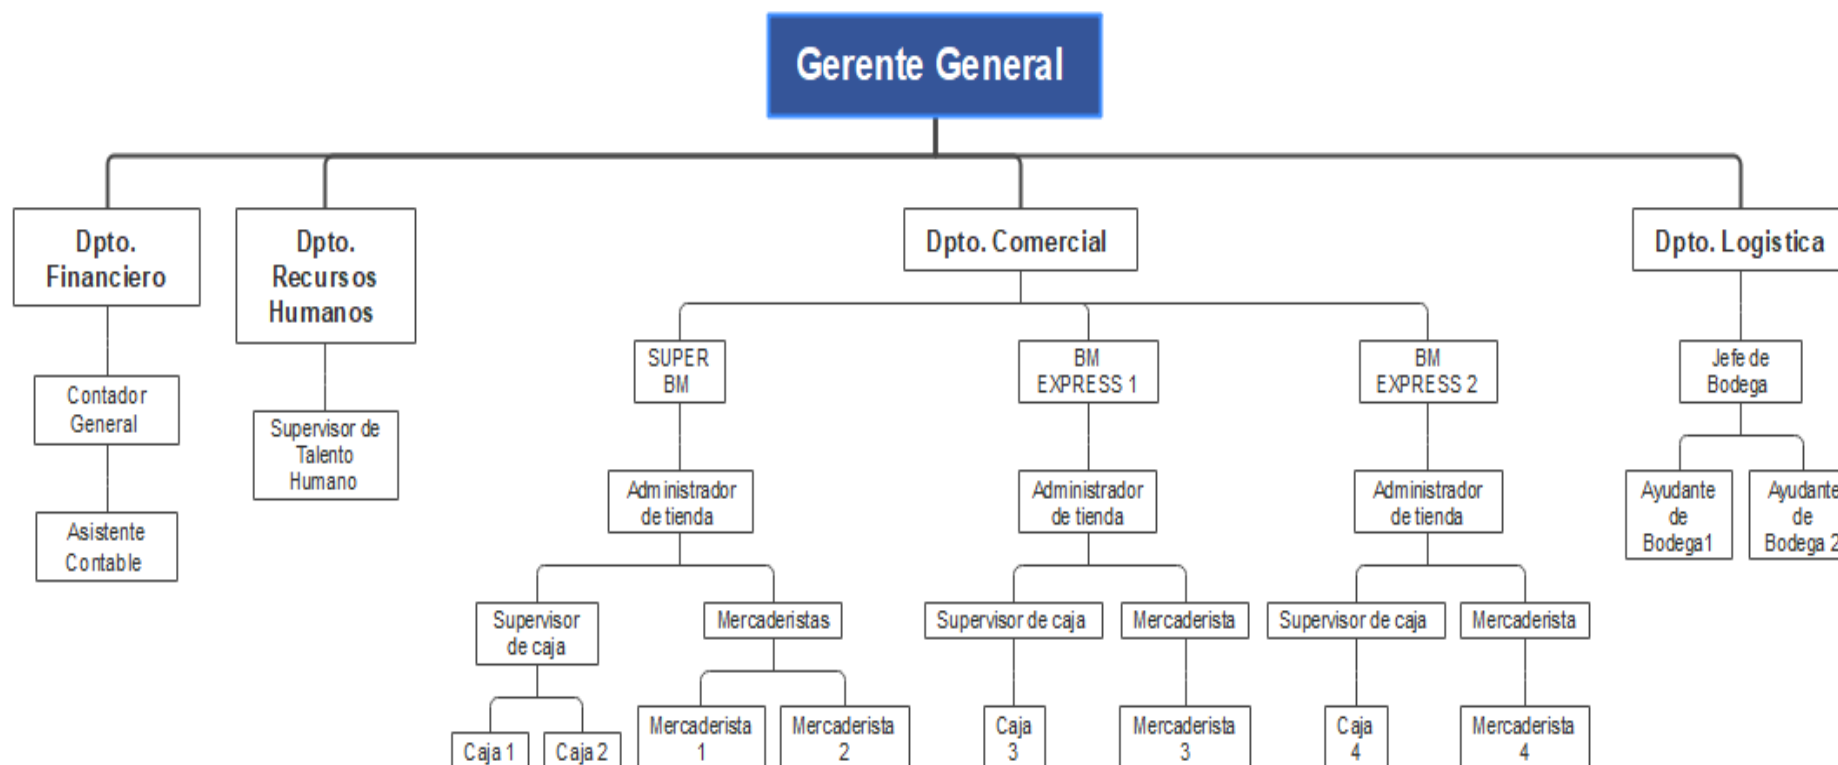 Gerente General
Dpto.
Financiero
Dpto.
Recursos
Humanos
Dpto. Comercial
Dpto. Logistica
Contador
General
Asistente
Contable
Supervisor de
Talento
Humano
SUPER
BM
BM
EXPRESS 1
BM
EXPRESS 2
Jefe de
Bodega
Administrador
de tienda
Administrador
de tienda
Administrador
de tienda
Ayudante
de
Bodega1
Ayudante
de
Bodega 2
Supervisor
de caja
Mercaderistas
Supervisor de caja
Mercaderista
Supervisor de caja
Mercaderista
Caja 1
Caja 2
Mercaderista
1
Mercaderista
2
Caja
3
Mercaderista
3
Caja
4
Mercaderista
4